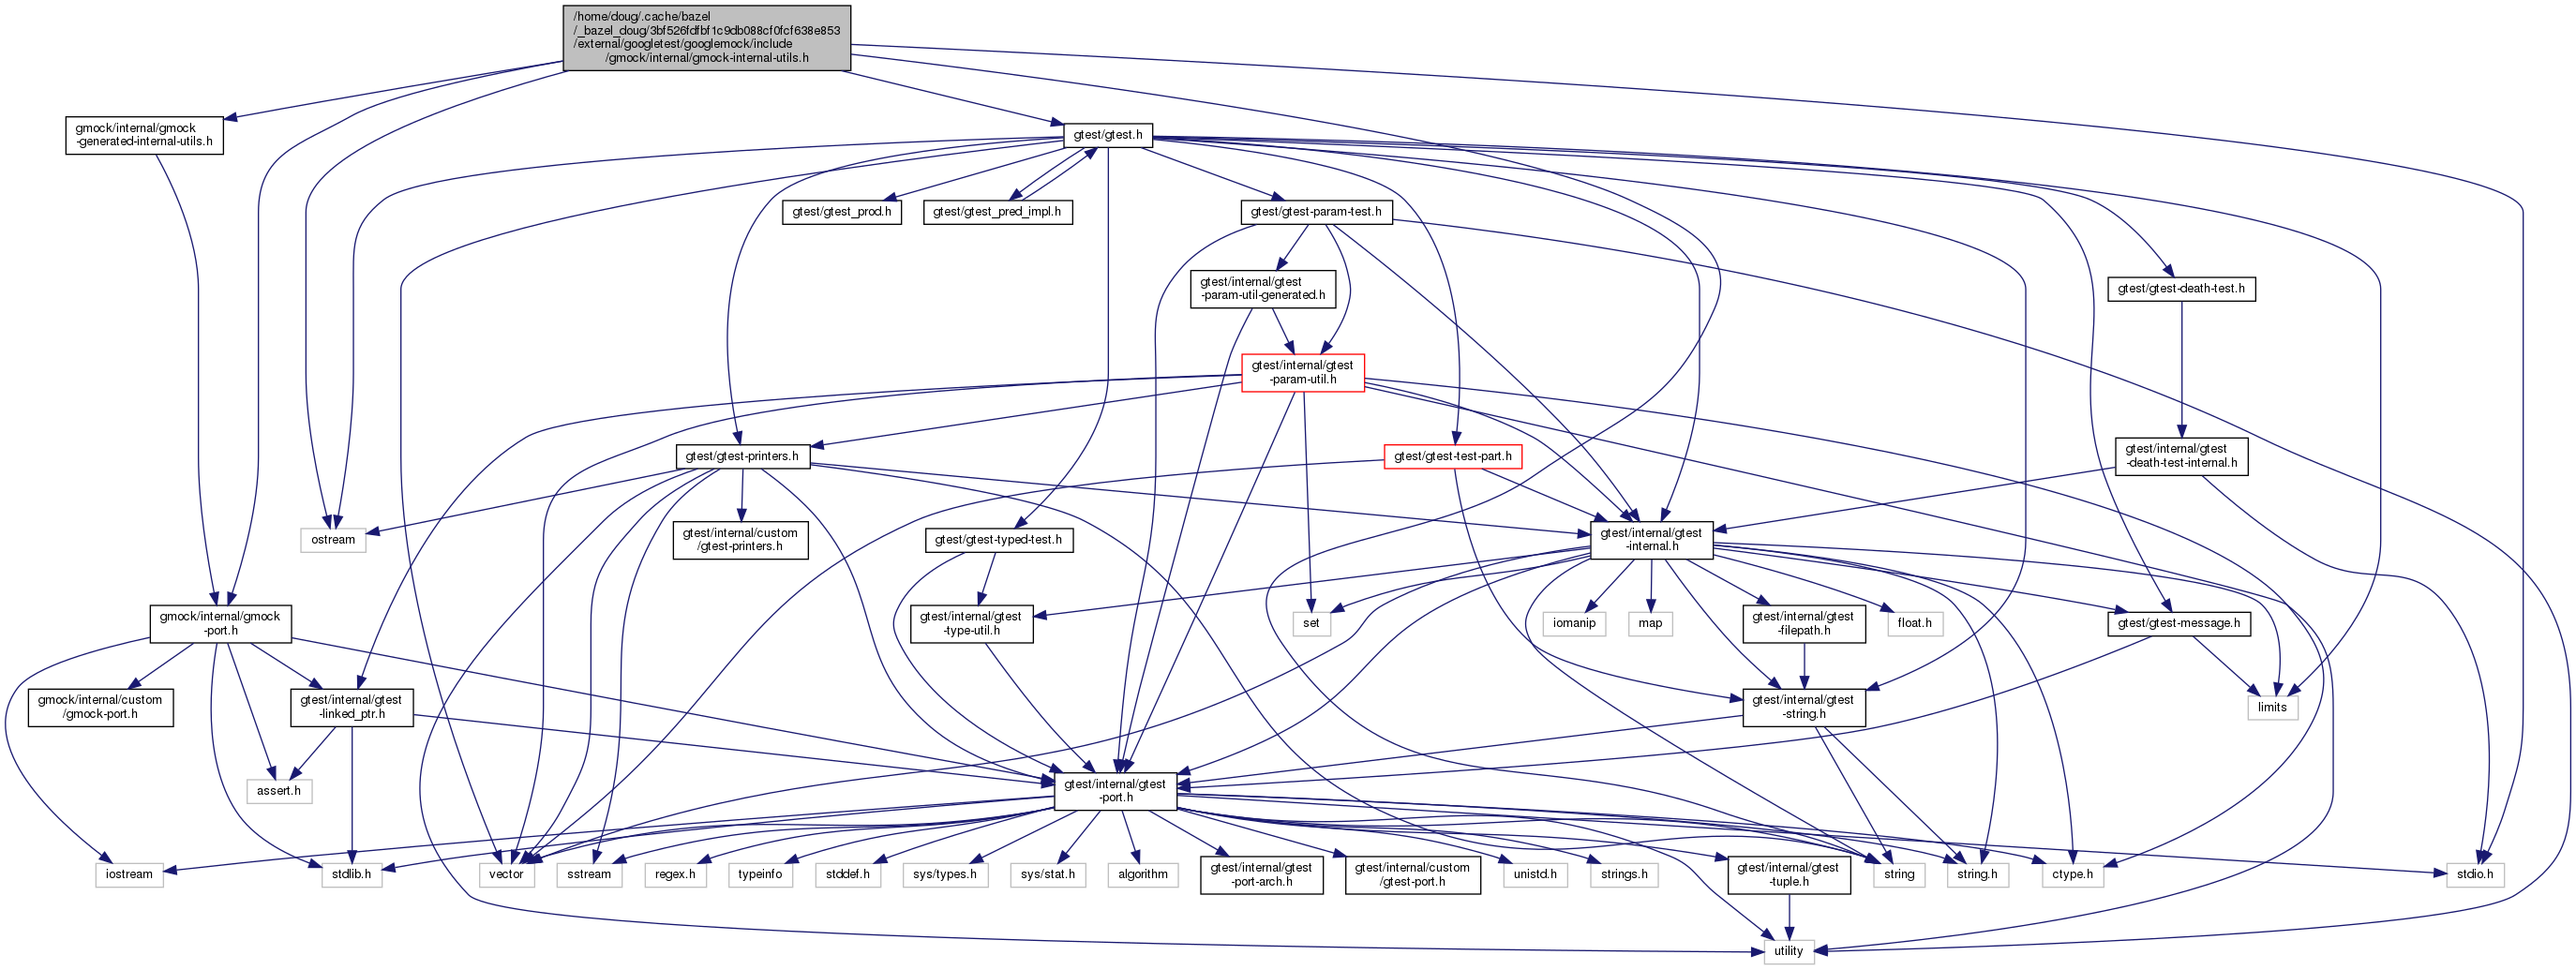 /home/doug/.cache/bazel
/_bazel_doug/3bf526fdfbf1c9db088cf0fcf638e853
/external/googletest/googlemock/include
/gmock/internal/gmock-internal-utils.h
gmock/internal/gmock
-generated-internal-utils.h
gtest/gtest.h
gtest/gtest_prod.h
gtest/gtest_pred_impl.h
gtest/gtest-param-test.h
gtest/internal/gtest
-param-util-generated.h
gtest/gtest-death-test.h
gtest/internal/gtest
-param-util.h
gtest/gtest-printers.h
gtest/gtest-test-part.h
gtest/internal/gtest
-death-test-internal.h
ostream
gtest/internal/custom
/gtest-printers.h
gtest/gtest-typed-test.h
gtest/internal/gtest
-internal.h
gmock/internal/gmock
-port.h
gtest/internal/gtest
-type-util.h
set
iomanip
map
gtest/internal/gtest
-filepath.h
float.h
gtest/gtest-message.h
gmock/internal/custom
/gmock-port.h
gtest/internal/gtest
-linked_ptr.h
gtest/internal/gtest
-string.h
limits
assert.h
gtest/internal/gtest
-port.h
iostream
stdlib.h
vector
sstream
regex.h
typeinfo
stddef.h
sys/types.h
sys/stat.h
algorithm
gtest/internal/gtest
-port-arch.h
gtest/internal/custom
/gtest-port.h
unistd.h
strings.h
gtest/internal/gtest
-tuple.h
string
string.h
ctype.h
stdio.h
utility